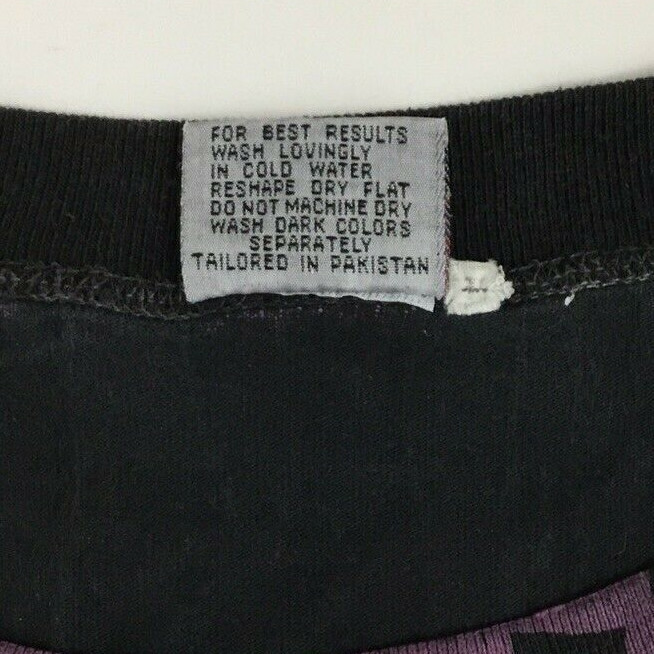 FOR BEST RESULTS
WASH LOVINGLY
IN COLD WATER
RESHAPE DRY FLAT
DO NOT MACHINE DRY
WASH DARK COLORS
SEPARATELY
TAILORED IN PAKISTAN